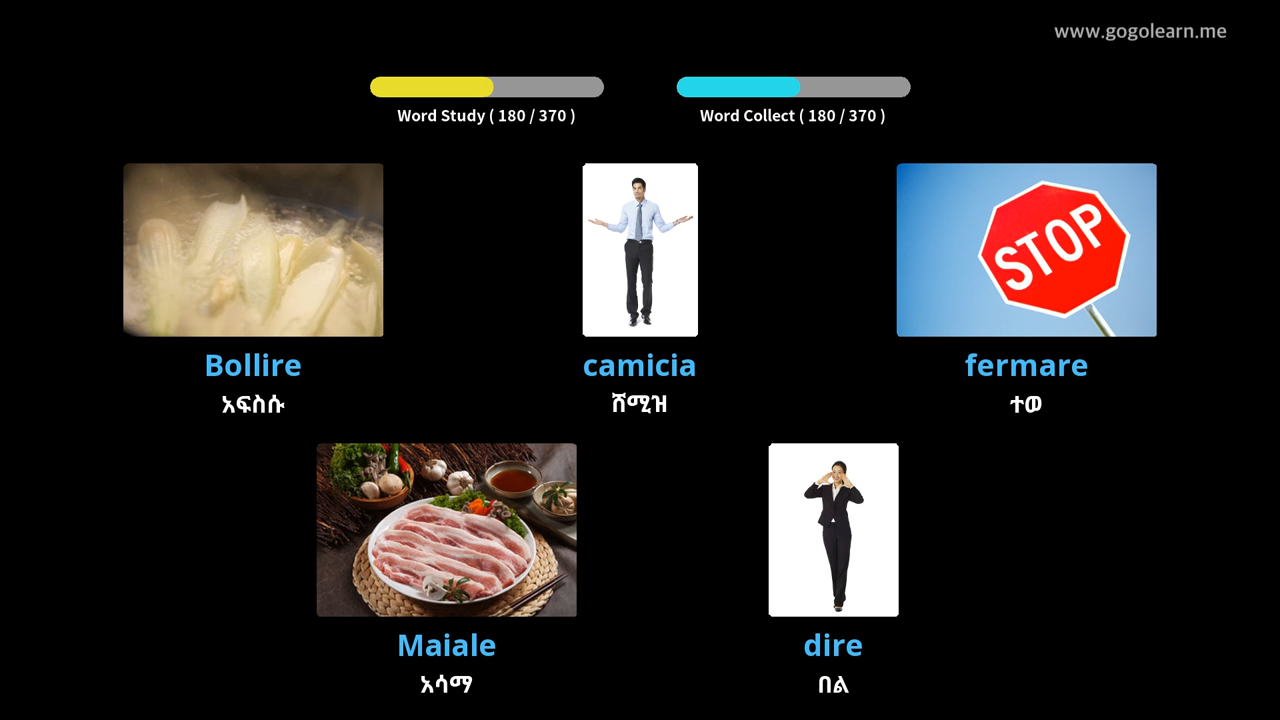 www.gogolearn.me
Word Study ( 180 / 370 )
Word Collect ( 180 / 370 )
STOP
Bollire
አፍስሱ
camicia
ሸሚዝ
fermare
ተወ
Maiale
አሳማ
dire
በል